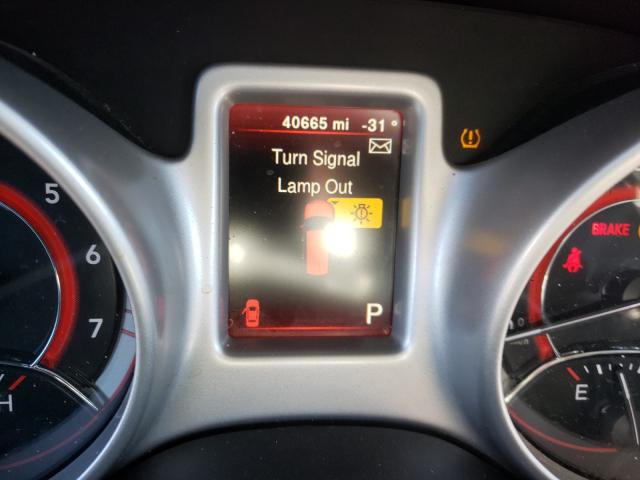 40665 mi -31°
Turn Signal
Lamp Out
P
5
6
7
H
BRAKE
E